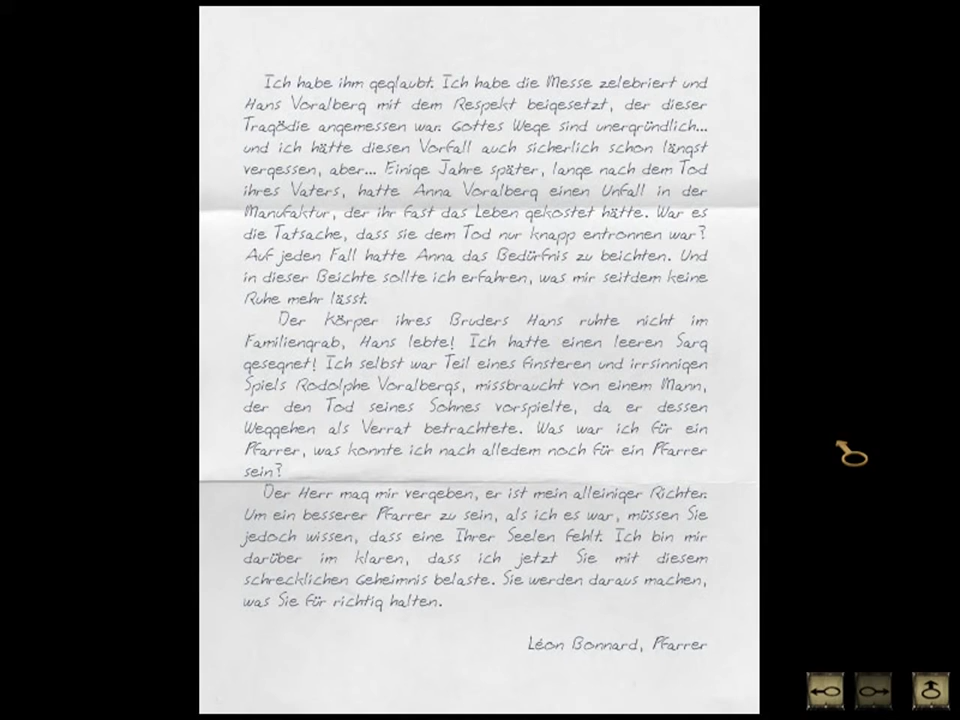 Ich habe ihm geglaubt. Ich habe die Messe zelebriert und
Hans Voralberg mit dem Respekt beigesetzt, der dieser
Tragödie angemessen war. Gottes Wege sind unergründlich...
und ich hätte diesen Vorfall auch sicherlich schon längst
vergessen, aber... Einige Jahre später, lange nach dem Tod
ihres Vaters, hatte Anna Voralberg einen Unfall in der
Manufaktur, der ihr fast das Leben gekostet hätte. War es
die Tatsache, dass sie dem Tod nur knapp entronnen war?
Auf jeden Fall hatte Anna das Bedürfnis zu beichten. Und
in dieser Beichte sollte ich erfahren, was mir seitdem keine
Ruhe mehr lässt.
Der Körper ihres Bruders Hans ruhte nicht im
Familiengrab, Hans lebte! Ich hatte einen leeren Sarg
gesegnet! Ich selbst war Teil eines finsteren und irrsinnigen
Spiels Rodolphe Voralbergs, missbraucht von einem Mann,
der den Tod seines Sohnes vorspielte, da er dessen
Weggehen als Verrat betrachtete. Was war ich für ein
Pfarrer, was konnte ich nach alledem noch für ein Pfarrer
sein?
Der Herr mag mir vergeben, er ist mein alleiniger Richter.
Um ein besserer Pfarrer zu sein, als ich es war, müssen Sie
jedoch wissen, dass eine Ihrer Seelen fehlt. Ich bin mir
darüber im klaren, dass ich jetzt Sie mit diesem
schrecklichen Geheimnis belaste. Sie werden daraus machen,
was Sie für richtig halten.
Léon Bonnard, Pfarrer